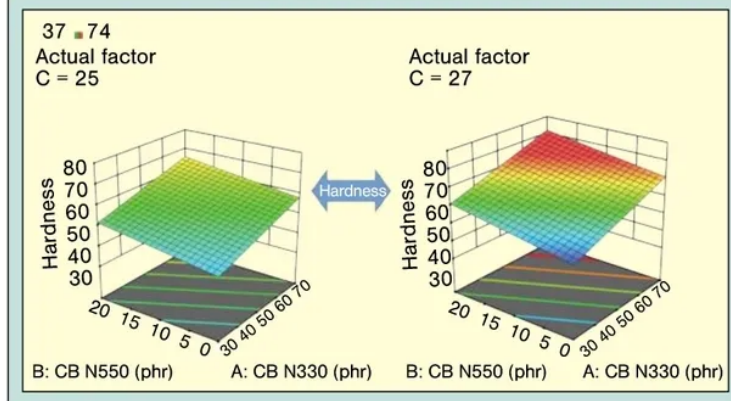 37 74
Actual factor
C = 25
Hardness
80
70
60
50
40
30
20 15 10 5 0
30 40 50 60 70
B: CB N550 (phr)
A: CB N330 (phr)
Hardness
Actual factor
C = 27
Hardness
80
70
60
50
40
30
20 15 10 5 0
30 40 50 60 70
B: CB N550 (phr)
A: CB N330 (phr)